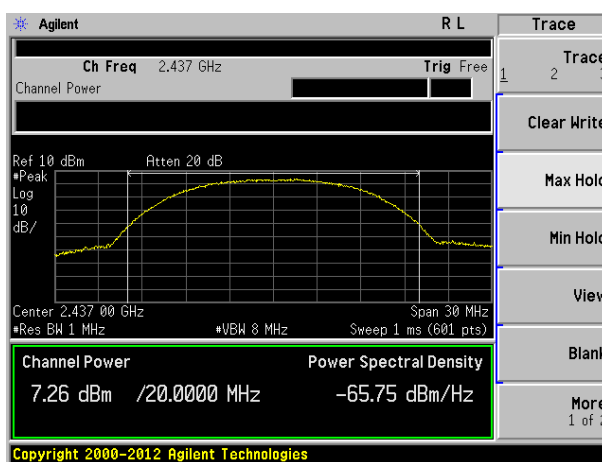 Agilent R L Trace
Ch Freq 2.437 GHz Trig Free
Channel Power
Trace
1 2
Clear Write
Max Hold
Min Hold
View
Blank
More
1 of 2
Ref 10 dBm Atten 20 dB
#Peak
Log
10
dB/
Center 2.437 00 GHz Span 30 MHz
#Res BW 1 MHz #VBW 8 MHz Sweep 1 ms (601 pts)
Channel Power Power Spectral Density
7.26 dBm /20.0000 MHz -65.75 dBm/Hz
Copyright 2000-2012 Agilent Technologies